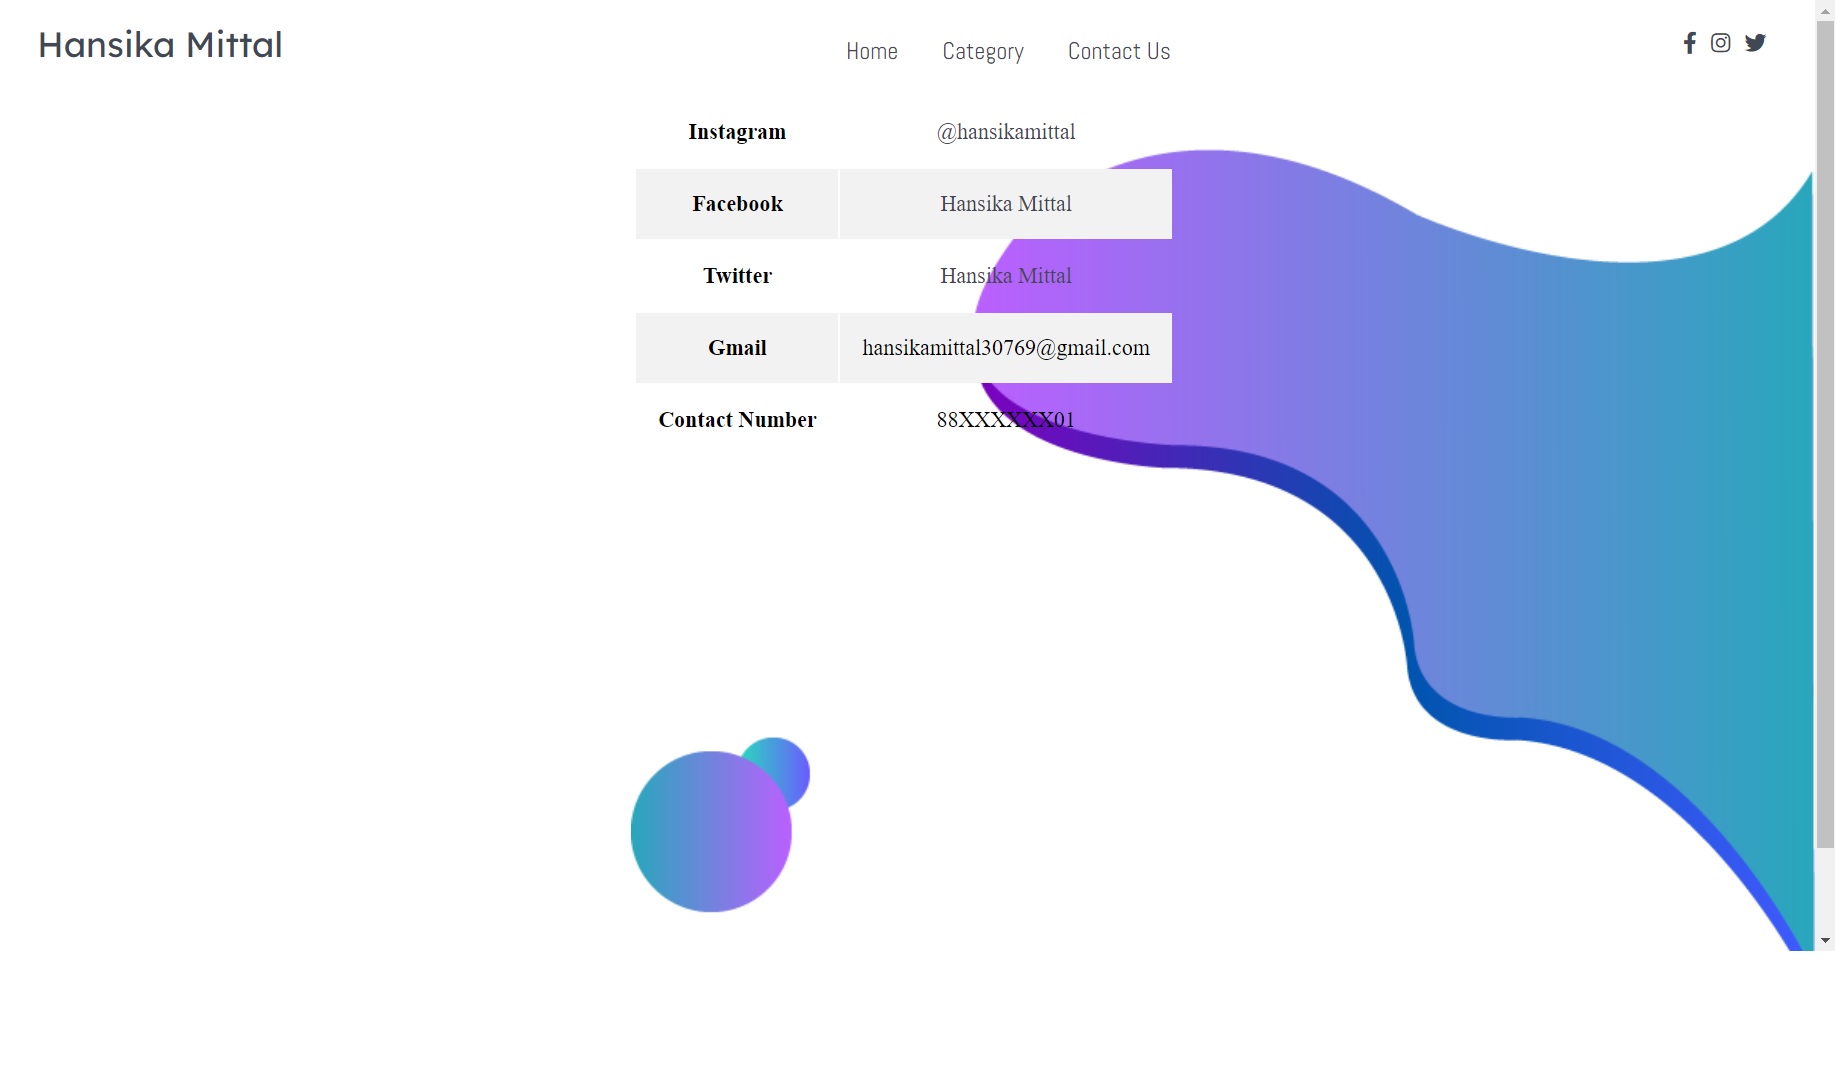 Hansika Mittal
Home Category Contact Us
Instagram @hansikamittal
Facebook Hansika Mittal
Twitter Hansika Mittal
Gmail hansikamittal30769@gmail.com
Contact Number 88XXXXXX01